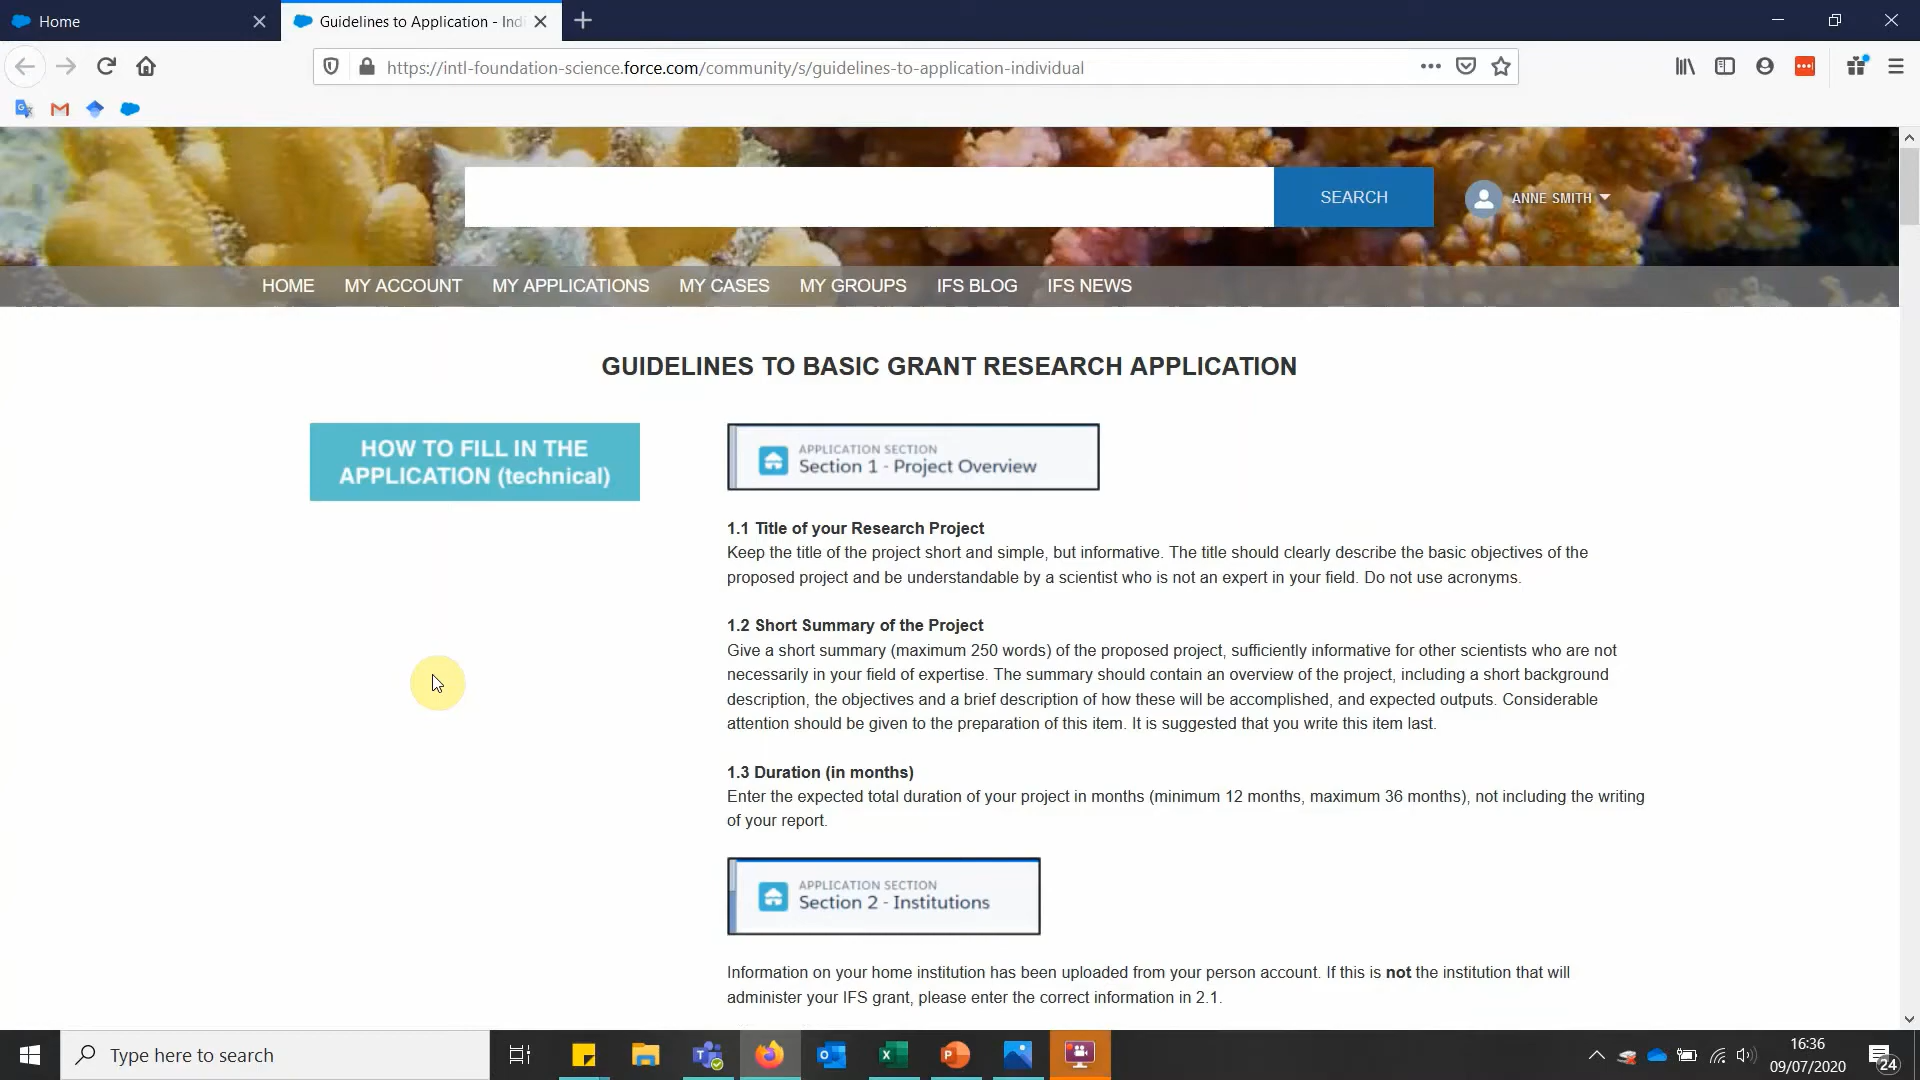 Home
Guidelines to Application - Ind
https://intl-foundation-science.force.com/community/s/guidelines-to-application-individual
SEARCH
ANNE SMITH
HOME MY ACCOUNT MY APPLICATIONS MY CASES MY GROUPS IFS BLOG IFS NEWS
GUIDELINES TO BASIC GRANT RESEARCH APPLICATION
HOW TO FILL IN THE
APPLICATION (technical)
APPLICATION SECTION
Section 1 - Project Overview
1.1 Title of your Research Project
Keep the title of the project short and simple, but informative. The title should clearly describe the basic objectives of the
proposed project and be understandable by a scientist who is not an expert in your field. Do not use acronyms.
1.2 Short Summary of the Project
Give a short summary (maximum 250 words) of the proposed project, sufficiently informative for other scientists who are not
necessarily in your field of expertise. The summary should contain an overview of the project, including a short background
description, the objectives and a brief description of how these will be accomplished, and expected outputs. Considerable
attention should be given to the preparation of this item. It is suggested that you write this item last.
1.3 Duration (in months)
Enter the expected total duration of your project in months (minimum 12 months, maximum 36 months), not including the writing
of your report.
APPLICATION SECTION
Section 2 - Institutions
Information on your home institution has been uploaded from your person account. If this is not the institution that will
administer your IFS grant, please enter the correct information in 2.1.
Type here to search
16:36
09/07/2020
24